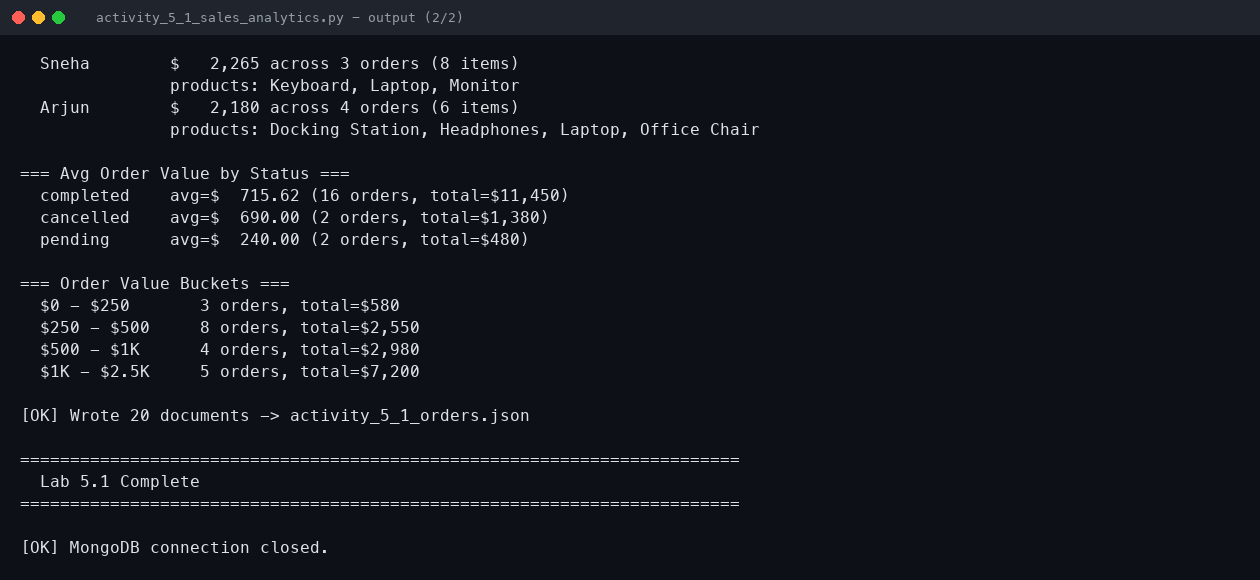 activity_5_1_sales_analytics.py — output (2/2)
Sneha $ 2,265 across 3 orders (8 items)
products: Keyboard, Laptop, Monitor
Arjun $ 2,180 across 4 orders (6 items)
products: Docking Station, Headphones, Laptop, Office Chair
=== Avg Order Value by Status ===
completed avg=$ 715.62 (16 orders, total=$11,450)
cancelled avg=$ 690.00 (2 orders, total=$1,380)
pending avg=$ 240.00 (2 orders, total=$480)
=== Order Value Buckets ===
$0 – $250 3 orders, total=$580
$250 – $500 8 orders, total=$2,550
$500 – $1K 4 orders, total=$2,980
$1K – $2.5K 5 orders, total=$7,200
[OK] Wrote 20 documents —> activity_5_1_orders.json
========================================================================
Lab 5.1 Complete
========================================================================
[OK] MongoDB connection closed.